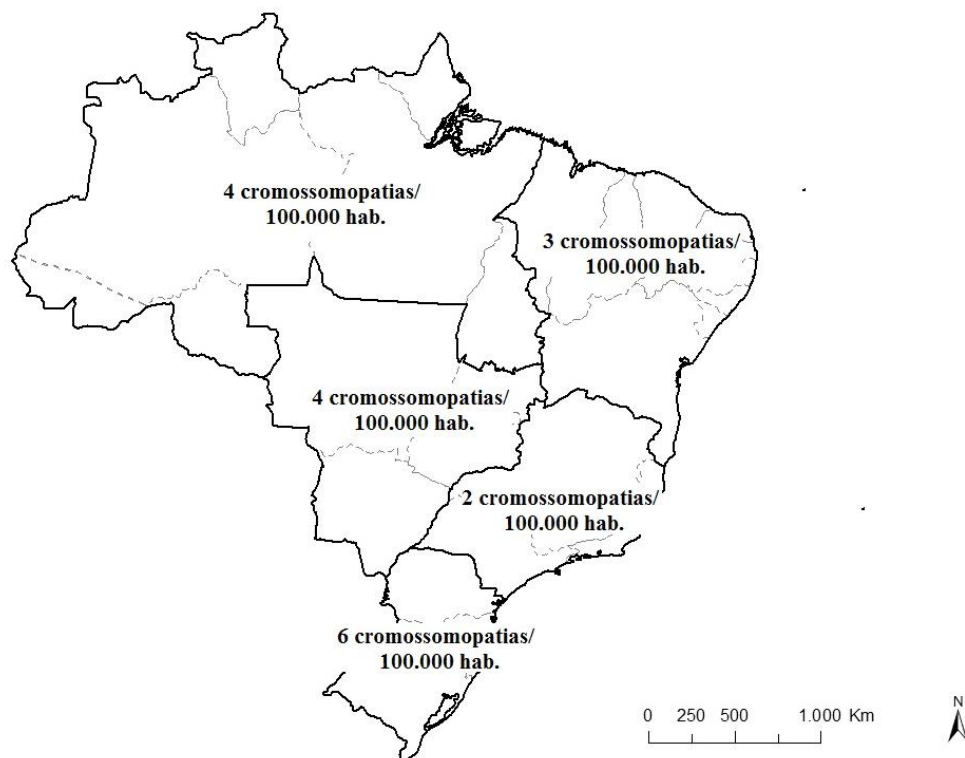 4 cromossomopatias/
100.000 hab.
3 cromossomopatias/
100.000 hab.
4 cromossomopatias/
100.000 hab.
2 cromossomopatias/
100.000 hab.
6 cromossomopatias/
100.000 hab.
0 250 500 1.000 Km
N